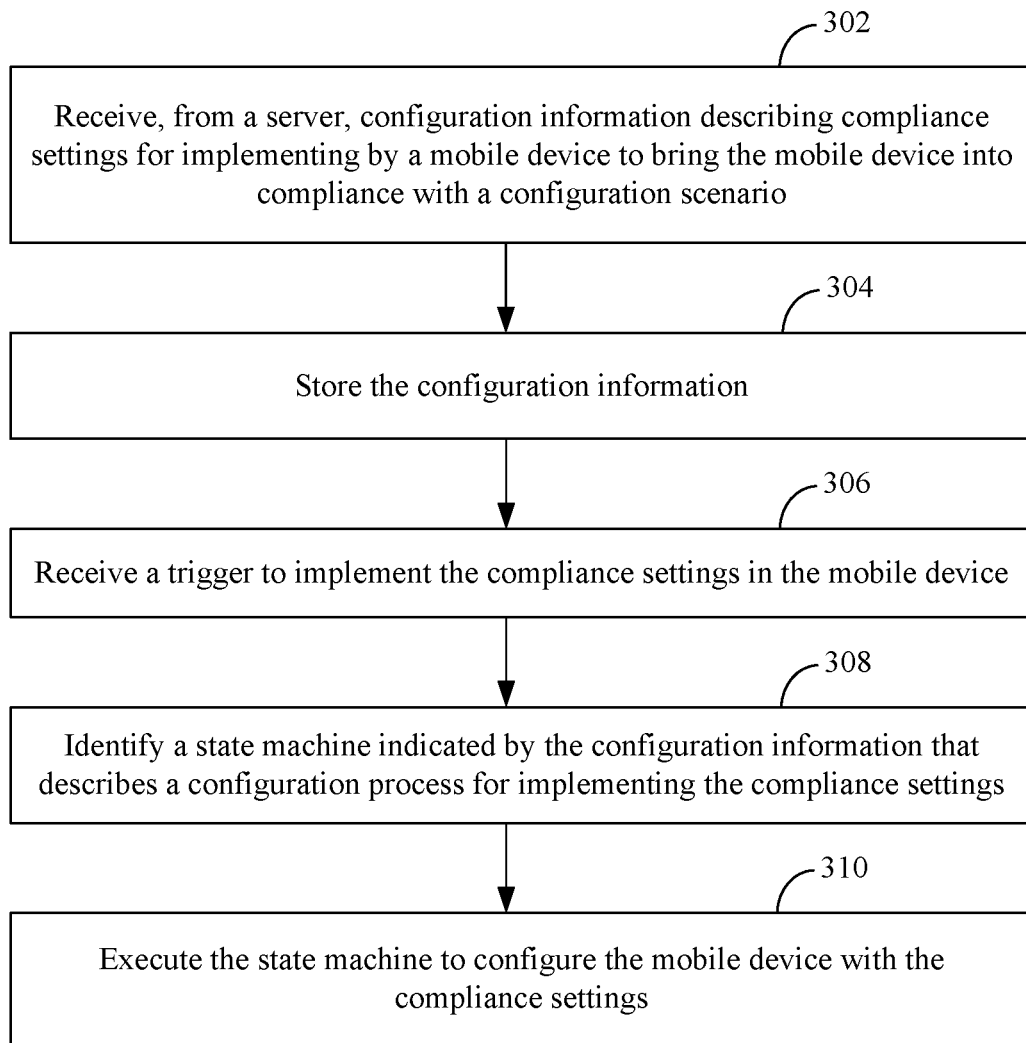 302
Receive, from a server, configuration information describing compliance
settings for implementing by a mobile device to bring the mobile device into
compliance with a configuration scenario
304
Store the configuration information
306
Receive a trigger to implement the compliance settings in the mobile device
308
Identify a state machine indicated by the configuration information that
describes a configuration process for implementing the compliance settings
310
Execute the state machine to configure the mobile device with the
compliance settings